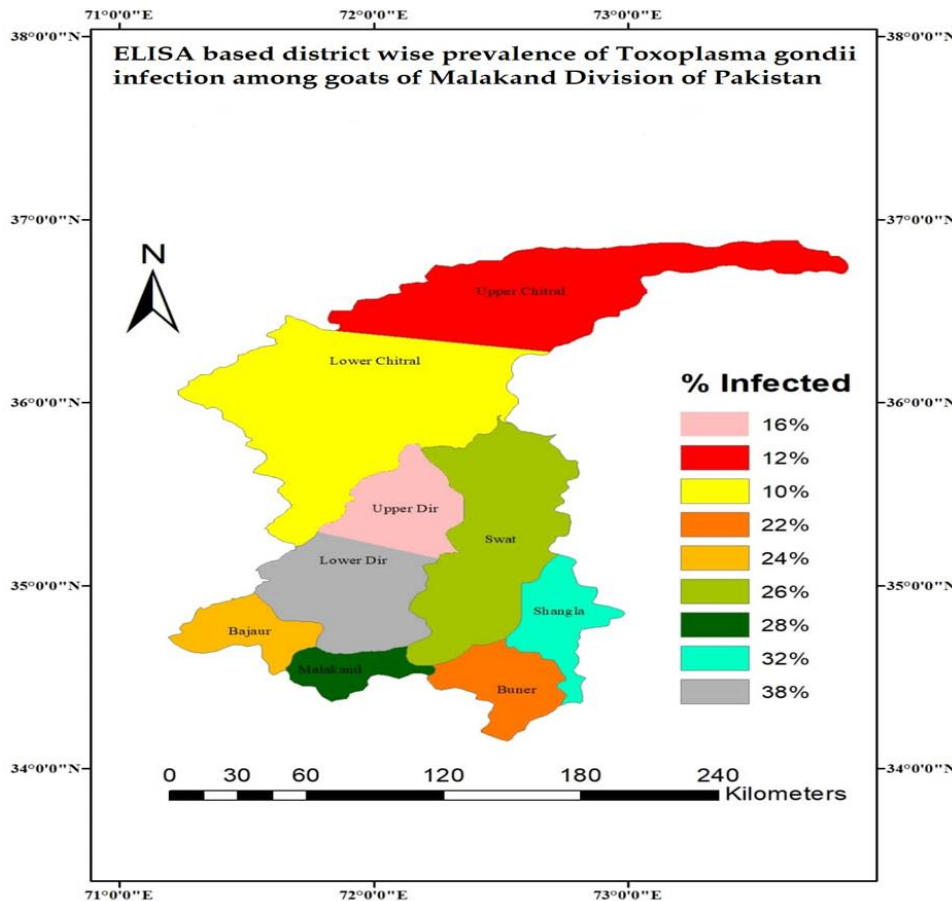 71°0'0"E 72°0'0"E 73°0'0"E
38°0'0"N 38°0'0"N
ELISA based district wise prevalence of Toxoplasma gondii
infection among goats of Malakand Division of Pakistan
37°0'0"N 37°0'0"N
N
Upper Chitral
Lower Chitral
% Infected
36°0'0"N 36°0'0"N
16%
12%
10%
22%
24%
26%
28%
32%
38%
Upper Dir
Swat
Lower Dir
35°0'0"N 35°0'0"N
Shangla
Bajaur
Malakand
Buner
34°0'0"N 34°0'0"N
0 30 60 120 180 240
Kilometers
71°0'0"E 72°0'0"E 73°0'0"E